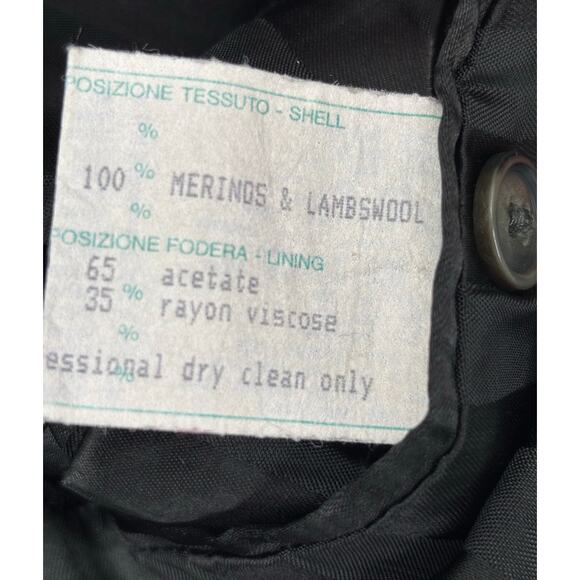 POSIZIONE TESSUTO - SHELL
%
100 % MERINOS & LAMBSWOOL
%
POSIZIONE FODERA - LINING
65 acetate
35 % rayon viscose
%
essional dry clean only
%